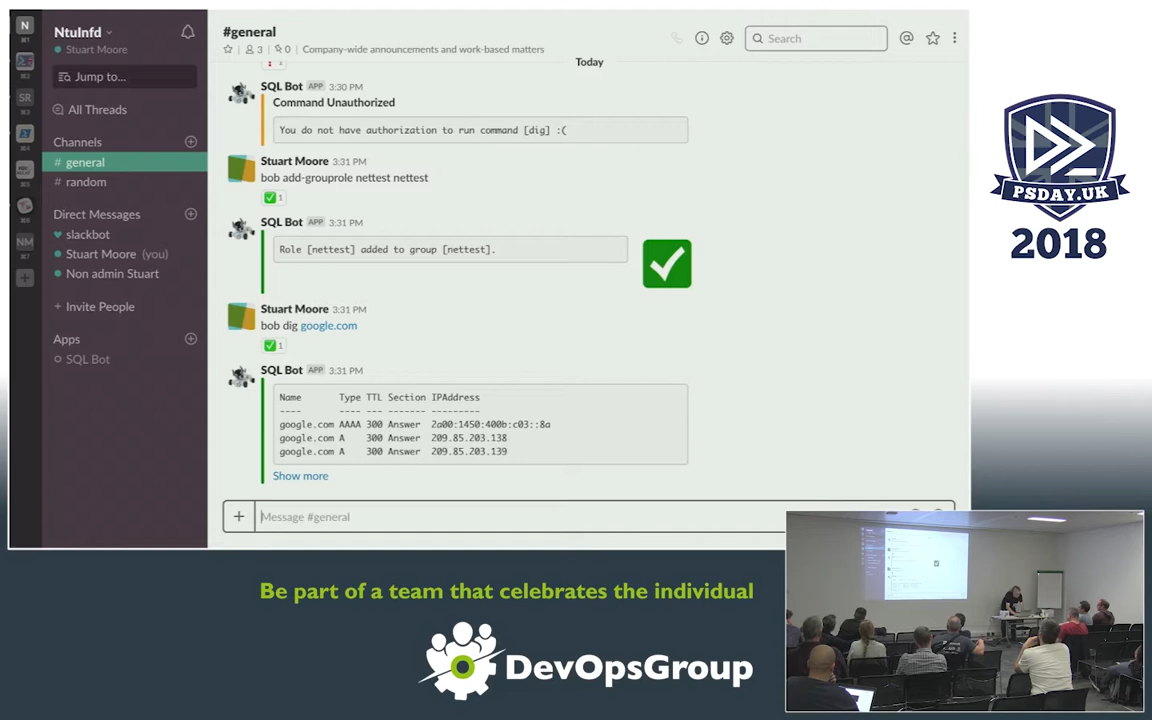 N
NtuInfd
Stuart Moore
Jump to...
All Threads
Channels
# general
# random
Direct Messages
slackbot
Stuart Moore (you)
Non admin Stuart
+ Invite People
Apps
SQL Bot
SR
NM
#general
3
0
Company-wide announcements and work-based matters
Search
Today
SQL Bot APP 3:30 PM
Command Unauthorized
You do not have authorization to run command [dig] :(
Stuart Moore 3:31 PM
bob add-grouprole nettest nettest
1
SQL Bot APP 3:31 PM
Role [nettest] added to group [nettest].
Stuart Moore 3:31 PM
bob dig google.com
1
SQL Bot APP 3:31 PM
Name Type TTL Section IPAddress
---- ---- --- ------- ---------
google.com AAAA 300 Answer 2a00:1450:400b:c03::8a
google.com A 300 Answer 209.85.203.138
google.com A 300 Answer 209.85.203.139
Show more
Message #general
PSDAY.UK
2018
Be part of a team that celebrates the individual
DevOpsGroup